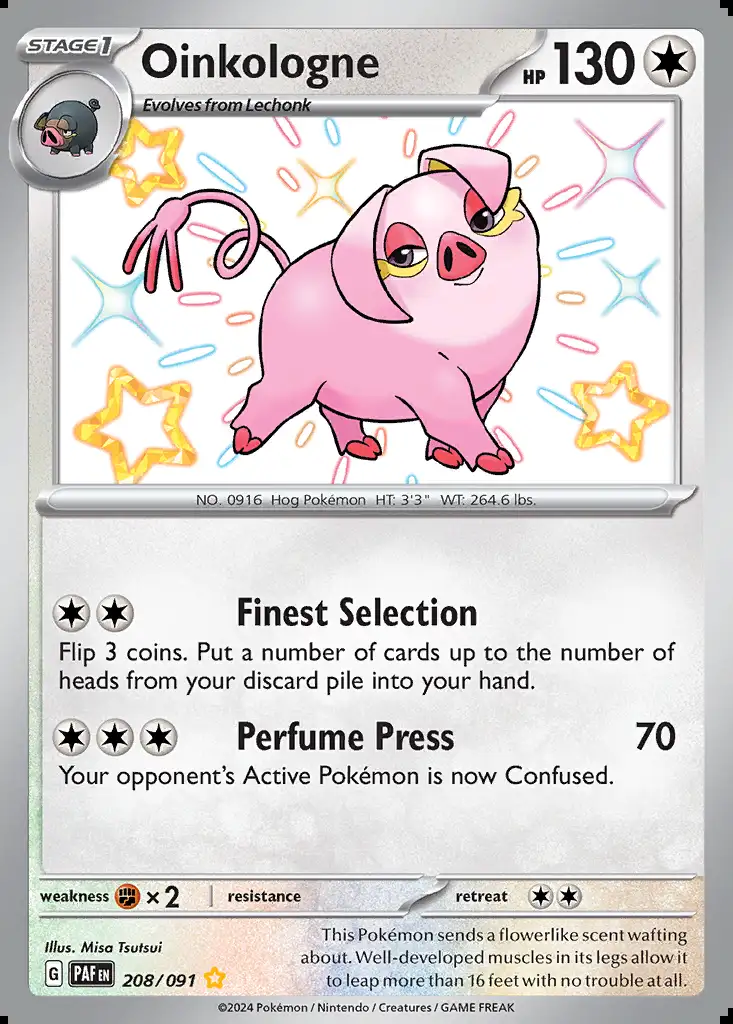 STAGE1
Oinkologne
HP 130
Evolves from Lechonk
NO. 0916 Hog Pokémon HT: 3'3" WT: 264.6 lbs.
Finest Selection
Flip 3 coins. Put a number of cards up to the number of
heads from your discard pile into your hand.
Perfume Press 70
Your opponent's Active Pokémon is now Confused.
weakness ×2 resistance retreat
Illus. Misa Tsutsui
This Pokémon sends a flowerlike scent wafting
about. Well-developed muscles in its legs allow it
to leap more than 16 feet with no trouble at all.
G PAF EN 208/091
©2024 Pokémon / Nintendo / Creatures / GAME FREAK